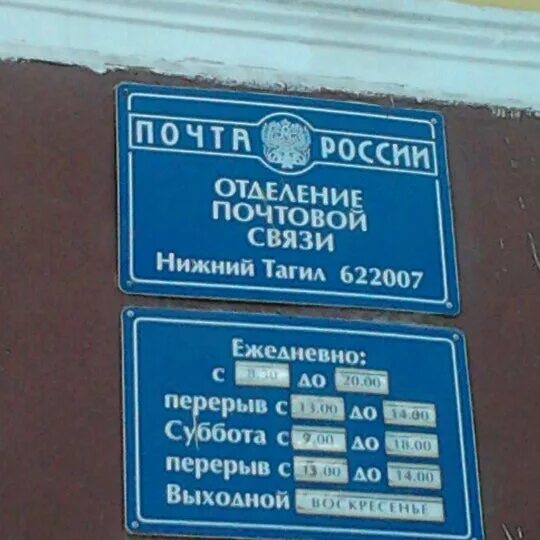 ПОЧТА РОССИИ
ОТДЕЛЕНИЕ
ПОЧТОВОЙ
СВЯЗИ
Нижний Тагил 622007
Ежедневно:
с до 20.00
перерыв с 13.00 до 14.00
Суббота с 9.00 до 18.00
перерыв с 13.00 до 14.00
Выходной ВОСКРЕСЕНЬЕ